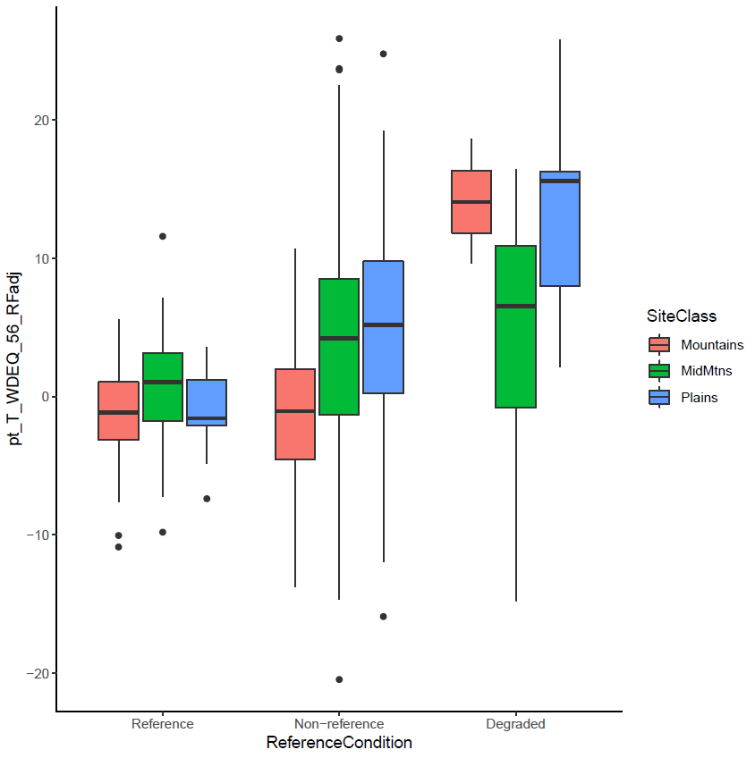 pt_T_WDEQ_56_RFadj
20
10
0
−10
−20
Reference
Non−reference
Degraded
ReferenceCondition
SiteClass
Mountains
MidMtns
Plains